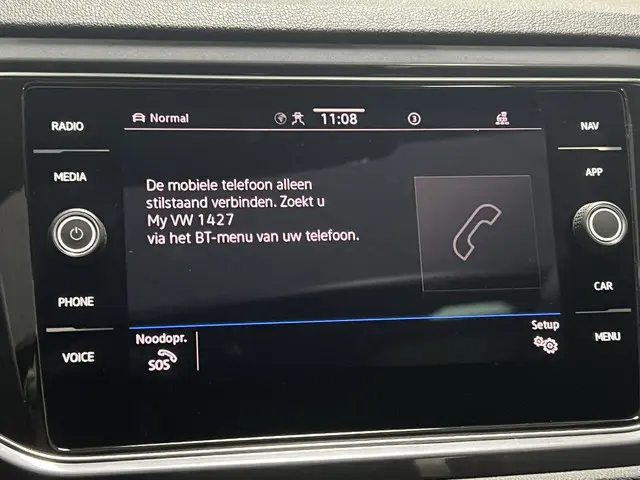 RADIO
MEDIA
PHONE
VOICE
Normal
11:08
3
De mobiele telefoon alleen
stilstaand verbinden. Zoekt u
My VW 1427
via het BT-menu van uw telefoon.
Noodopr.
SOS
Setup
NAV
APP
CAR
MENU